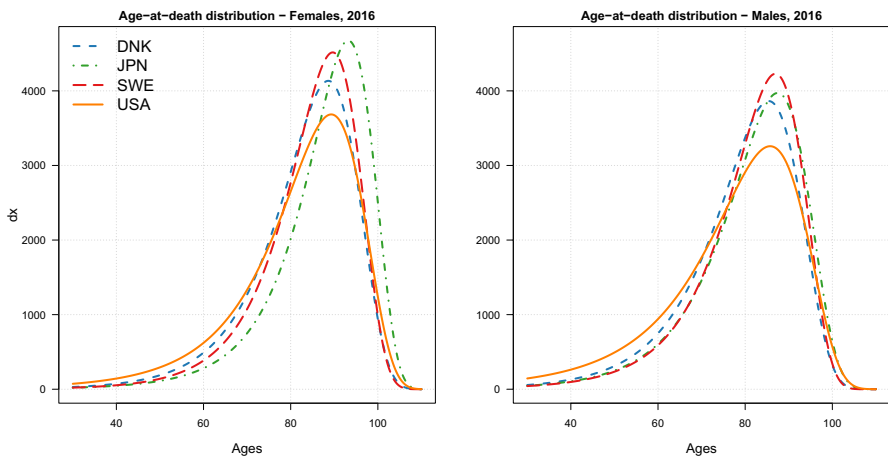 Age−at−death distribution − Females, 2016
DNK
JPN
SWE
USA
dx
0
1000
2000
3000
4000
40
60
80
100
Ages
Age−at−death distribution − Males, 2016
0
1000
2000
3000
4000
40
60
80
100
Ages